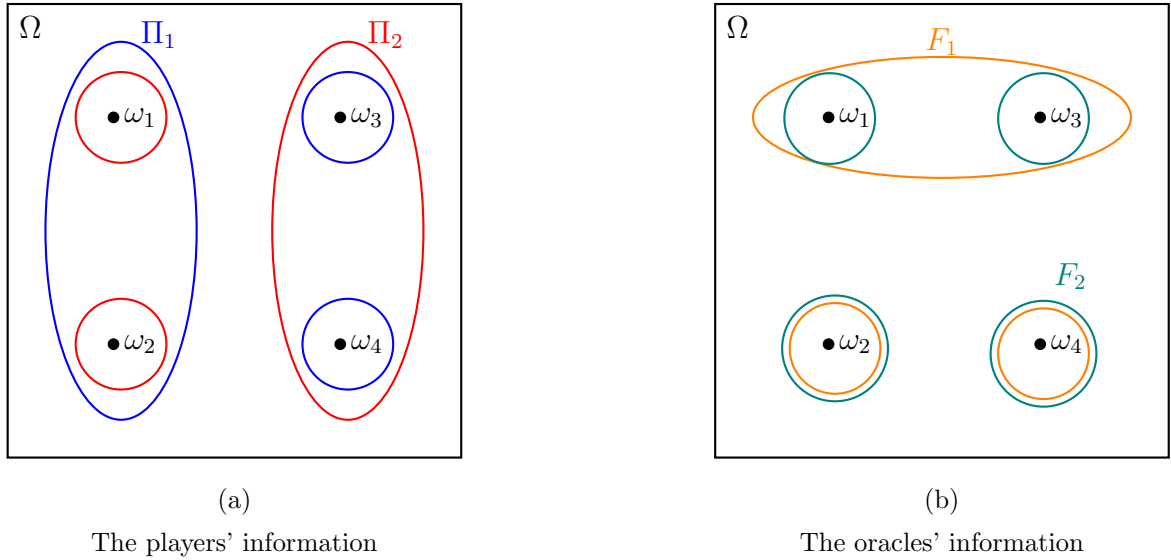 Ω
Π₁
Π₂
ω₁
ω₃
ω₂
ω₄
(a)
The players’ information
Ω
F₁
ω₁
ω₃
F₂
ω₂
ω₄
(b)
The oracles’ information